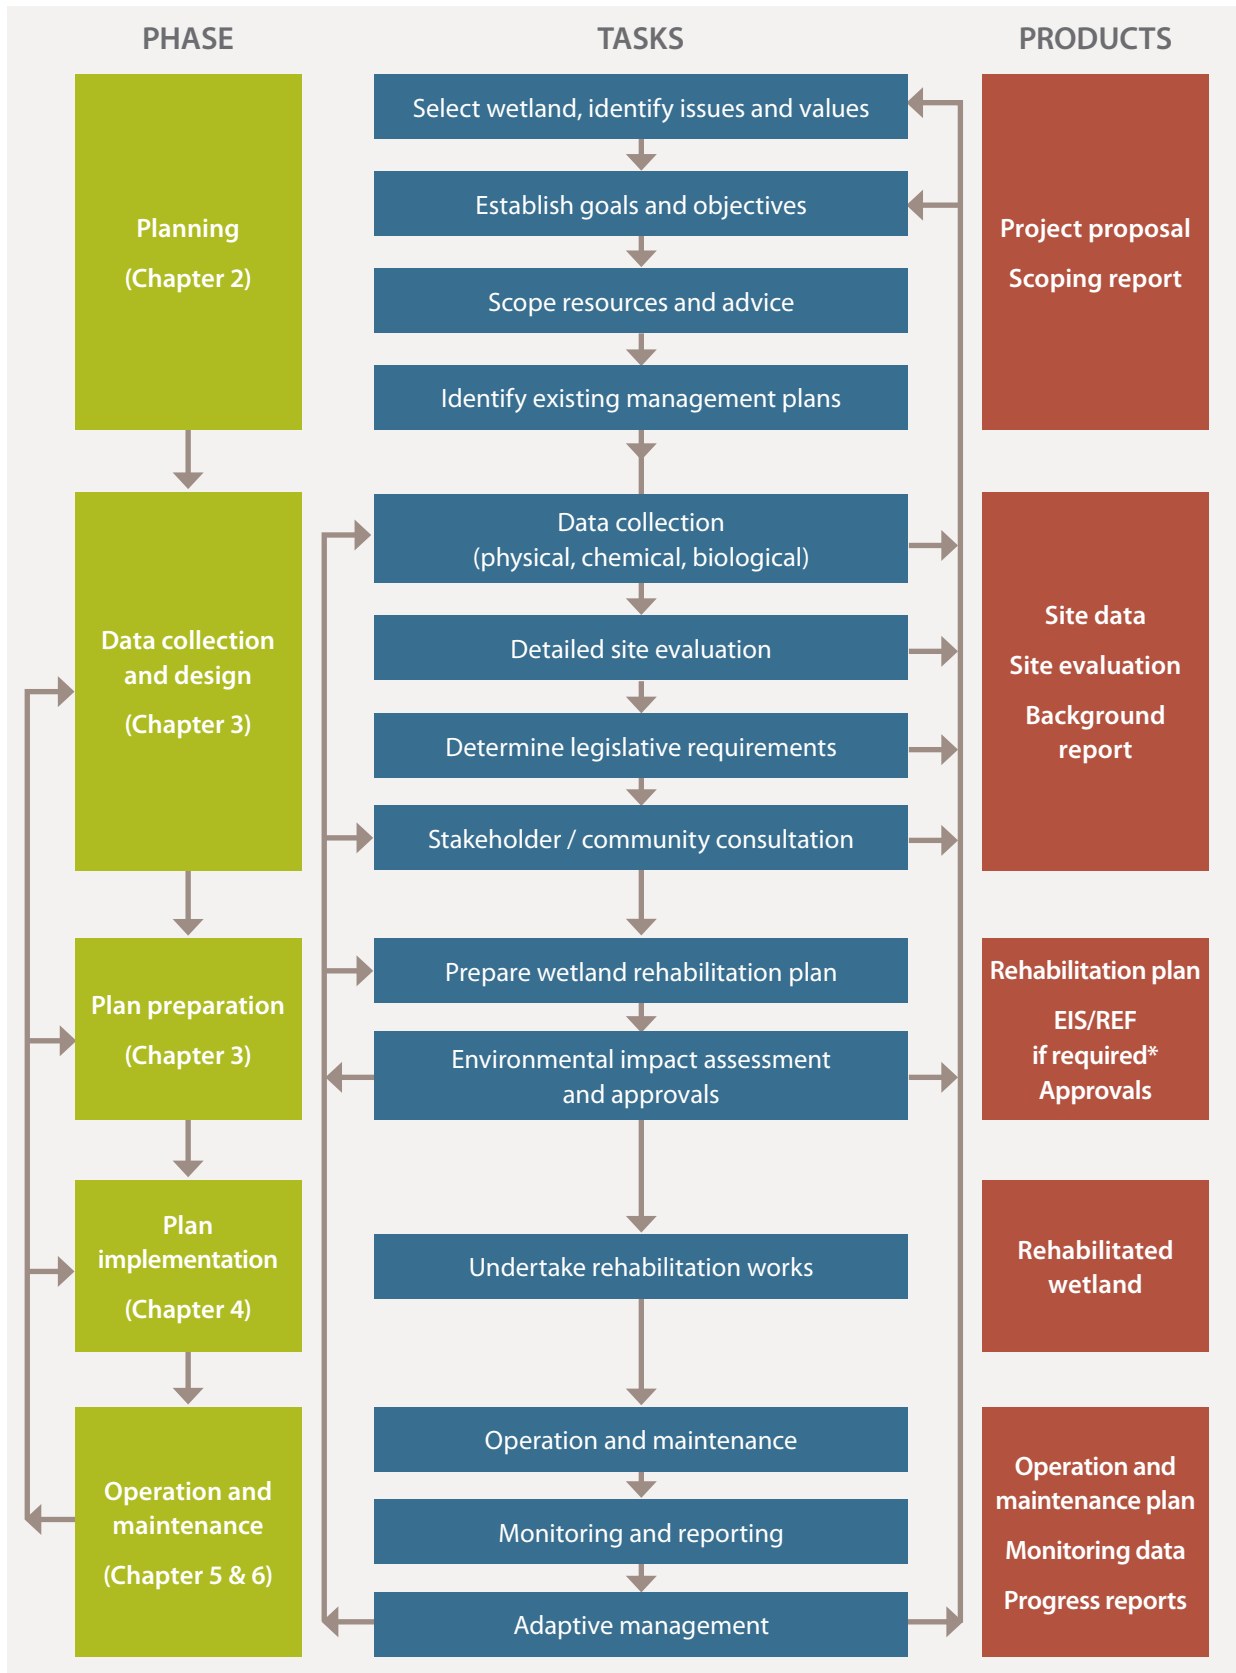 PHASE
TASKS
PRODUCTS
Planning
(Chapter 2)
Select wetland, identify issues and values
Establish goals and objectives
Scope resources and advice
Identify existing management plans
Project proposal
Scoping report
Data collection
and design
(Chapter 3)
Data collection
(physical, chemical, biological)
Detailed site evaluation
Determine legislative requirements
Stakeholder / community consultation
Site data
Site evaluation
Background
report
Plan preparation
(Chapter 3)
Prepare wetland rehabilitation plan
Environmental impact assessment
and approvals
Rehabilitation plan
EIS/REF
if required*
Approvals
Plan
implementation
(Chapter 4)
Undertake rehabilitation works
Rehabilitated
wetland
Operation and
maintenance
(Chapter 5 & 6)
Operation and maintenance
Monitoring and reporting
Adaptive management
Operation and
maintenance plan
Monitoring data
Progress reports